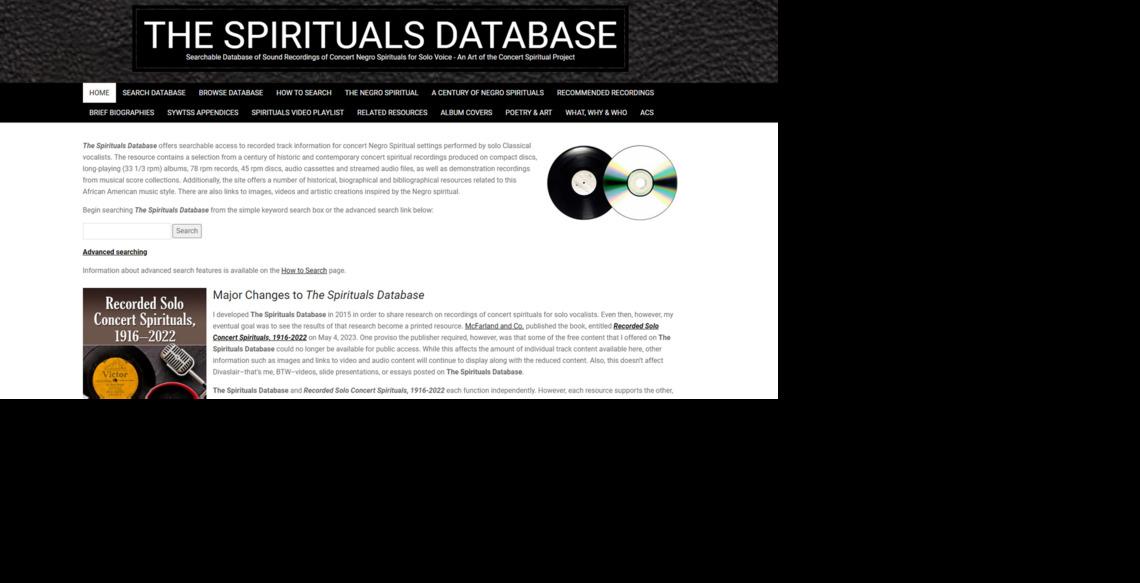 THE SPIRITUALS DATABASE
Searchable Database of Sound Recordings of Concert Negro Spirituals for Solo Voice - An Art of the Concert Spiritual Project
HOME SEARCH DATABASE BROWSE DATABASE HOW TO SEARCH THE NEGRO SPIRITUAL A CENTURY OF NEGRO SPIRITUALS RECOMMENDED RECORDINGS
BRIEF BIOGRAPHIES SYWTSS APPENDICES SPIRITUALS VIDEO PLAYLIST RELATED RESOURCES ALBUM COVERS POETRY & ART WHAT, WHY & WHO ACS
The Spirituals Database offers searchable access to recorded track information for concert Negro Spiritual settings performed by solo Classical
vocalists. The resource contains a selection from a century of historic and contemporary concert spiritual recordings produced on compact discs,
long-playing (33 1/3 rpm) albums, 78 rpm records, 45 rpm discs, audio cassettes and streamed audio files, as well as demonstration recordings
from musical score collections. Additionally, the site offers a number of historical, biographical and bibliographical resources related to this
African American music style. There are also links to images, videos and artistic creations inspired by the Negro spiritual.
Begin searching The Spirituals Database from the simple keyword search box or the advanced search link below:
Search
Advanced searching
Information about advanced search features is available on the How to Search page.
Recorded Solo
Concert Spirituals,
1916–2022
Victor
Major Changes to The Spirituals Database
I developed The Spirituals Database in 2015 in order to share research on recordings of concert spirituals for solo vocalists. Even then, however, my
eventual goal was to see the results of that research become a printed resource. McFarland and Co. published the book, entitled Recorded Solo
Concert Spirituals, 1916-2022 on May 4, 2023. One proviso the publisher required, however, was that some of the free content that I offered on The
Spirituals Database could no longer be available for public access. While this affects the amount of individual track content available here, other
information such as images and links to video and audio content will continue to display along with the reduced content. Also, this doesn't affect
Divaslair–that's me, BTW–videos, slide presentations, or essays posted on The Spirituals Database.
The Spirituals Database and Recorded Solo Concert Spirituals, 1916-2022 each function independently. However, each resource supports the other,